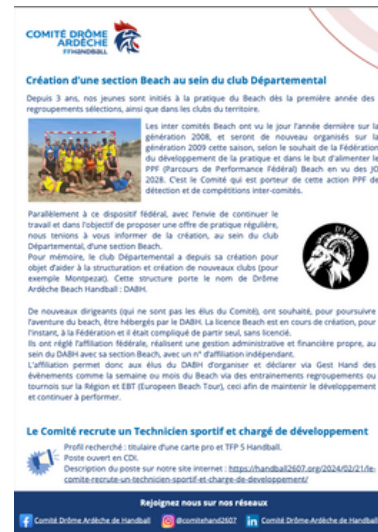 COMITÉ DRÔME
ARDÈCHE
FFHANDBALL
Création d'une section Beach au sein du club Départemental
Depuis 3 ans, nos jeunes sont initiés à la pratique du Beach dès la première année des
regroupements sélections, ainsi que dans les clubs du territoire.
Les inter comités Beach ont vu le jour l'année dernière sur la
génération 2008, et seront de nouveau organisés sur la
génération 2009 cette saison, selon le souhait de la Fédération
du développement de la pratique et dans le but d'alimenter le
PPF (Parcours de Performance Fédéral) Beach en vu des JO
2028. C'est le Comité qui est porteur de cette action PPF de
détection et de compétitions inter-comités.
Parallèlement à ce dispositif fédéral, avec l'envie de continuer le
travail et dans l'objectif de proposer une offre de pratique régulière,
nous tenions à vous informer de la création, au sein du club
Départemental, d'une section Beach.
Pour mémoire, le club Départemental a depuis sa création pour
objet d'aider à la structuration et création de nouveaux clubs (pour
exemple Montpezat). Cette structure porte le nom de Drôme
Ardèche Beach Handball : DABH.
DABH
De nouveaux dirigeants (qui ne sont pas les élus du Comité), ont souhaité, pour poursuivre
l'aventure du beach, être hébergés par le DABH. La licence Beach est en cours de création, pour
l'instant, à la Fédération et il était compliqué de partir seul, sans licencié.
Ils ont réglé l'affiliation fédérale, réalisent une gestion administrative et financière propre, au
sein du DABH avec sa section Beach, avec un n° d'affiliation indépendant.
L'affiliation permet donc aux élus du DABH d'organiser et déclarer via Gest Hand des
évènements comme la semaine ou mois du Beach via des entrainements regroupements ou
tournois sur la Région et EBT (Europeen Beach Tour), ceci afin de maintenir le développement
et continuer à performer.
Le Comité recrute un Technicien sportif et chargé de développement
Profil recherché : titulaire d'une carte pro et TFP 5 Handball.
Poste ouvert en CDI.
Description du poste sur notre site internet : https://handball2607.org/2024/02/21/le-
comite-recrute-un-technicien-sportif-et-charge-de-developpement/
Rejoignez nous sur nos réseaux
Comité Drôme Ardèche de Handball @comitehand2607 Comité Drôme Ardèche de Handball